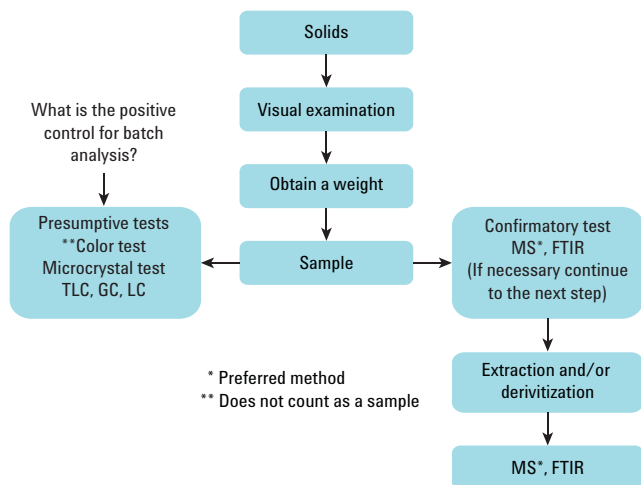 Solids
Visual examination
What is the positive
control for batch
analysis?
Obtain a weight
Presumptive tests
**Color test
Microcrystal test
TLC, GC, LC
Sample
Confirmatory test
MS*, FTIR
(If necessary continue
to the next step)
* Preferred method
** Does not count as a sample
Extraction and/or
derivitization
MS*, FTIR